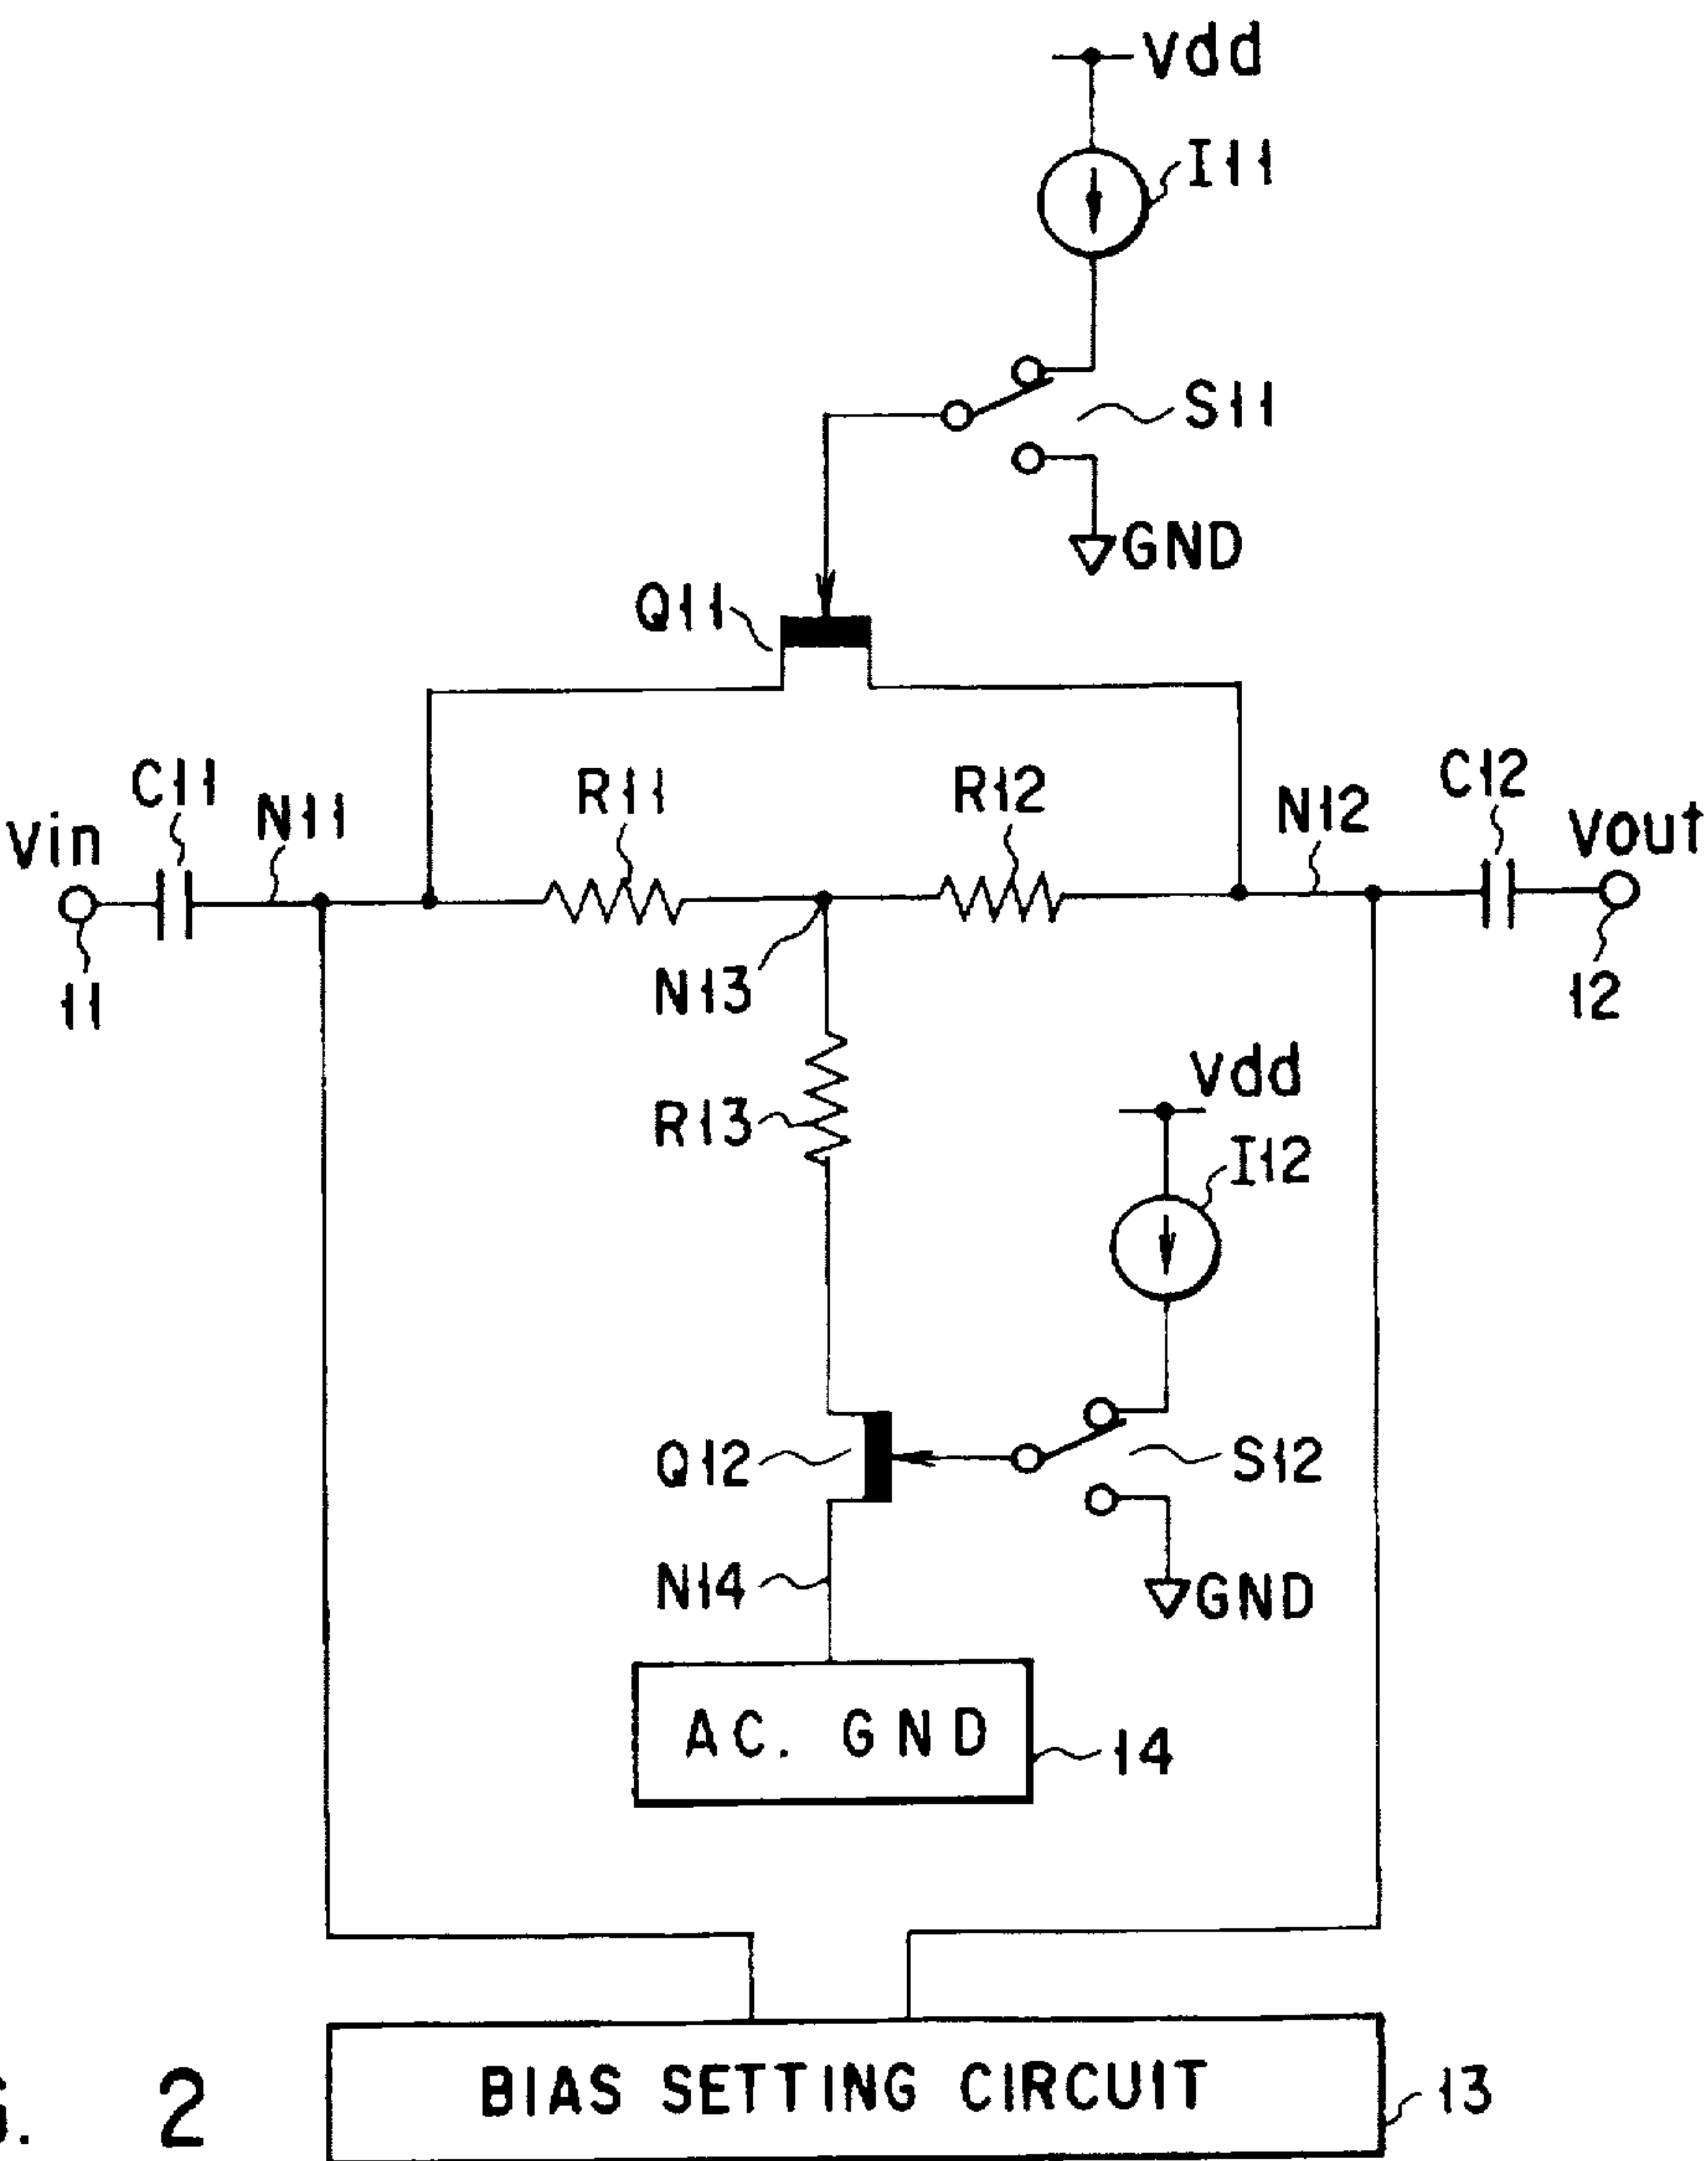 Vdd
I11
S11
GND
Q11
C11
N11
R11
R12
N12
C12
Vin
Vout
11
N13
12
Vdd
R13
I12
Q12
S12
N14
GND
AC. GND
14
BIAS SETTING CIRCUIT
13
2